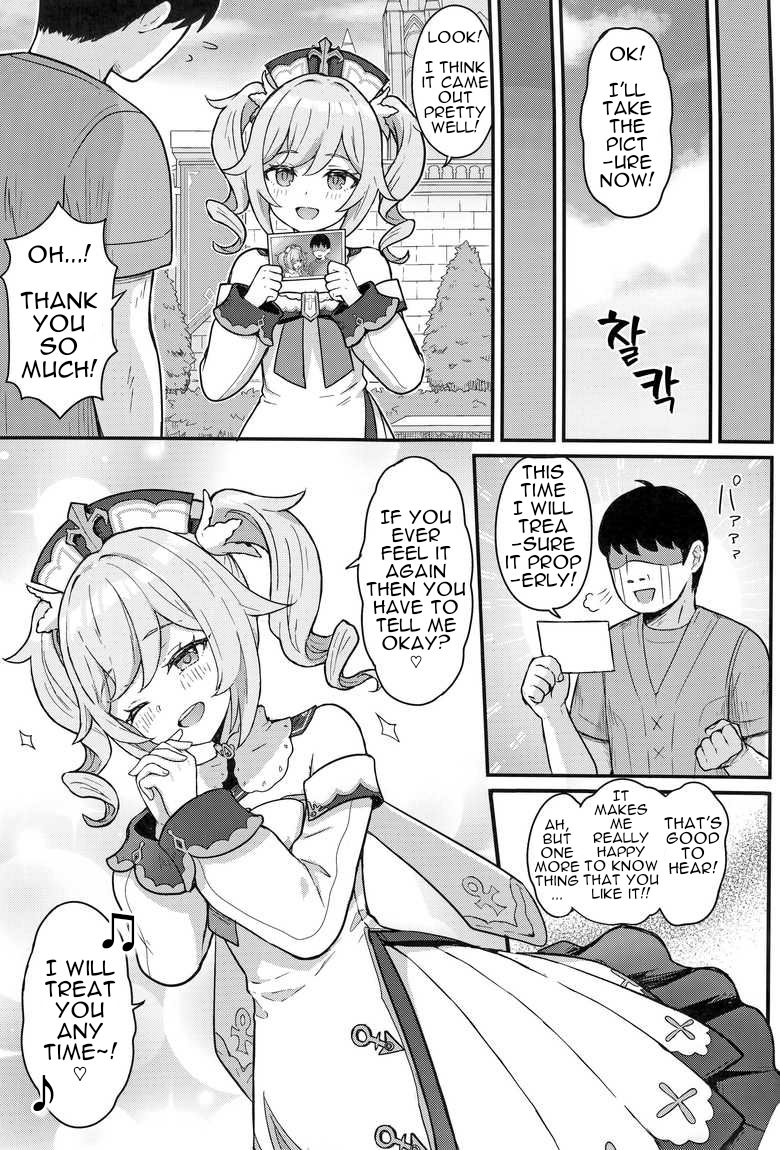 OK!
I'LL
TAKE
THE
PICT
-URE
NOW!
찰
칵
LOOK!
I THINK
IT CAME
OUT
PRETTY
WELL!
OH...!
THANK
YOU
SO
MUCH!
THIS
TIME
I WILL
TREA
-SURE
IT PROP
-ERLY!
???
THAT'S
GOOD
TO
HEAR!
IT
MAKES
ME
REALLY
HAPPY
TO KNOW
THAT YOU
LIKE IT!!
AH,
BUT
ONE
MORE
THING
...
IF YOU
EVER
FEEL IT
AGAIN
THEN YOU
HAVE TO
TELL ME
OKAY?
♡
I WILL
TREAT
YOU
ANY
TIME~!
♡